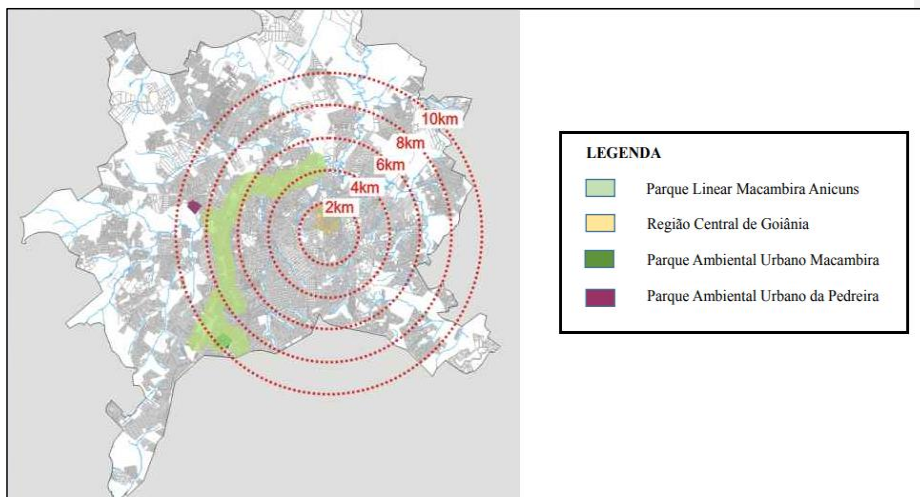 10km
8km
6km
4km
2km
LEGENDA
Parque Linear Macambira Anicuns
Região Central de Goiânia
Parque Ambiental Urbano Macambira
Parque Ambiental Urbano da Pedreira